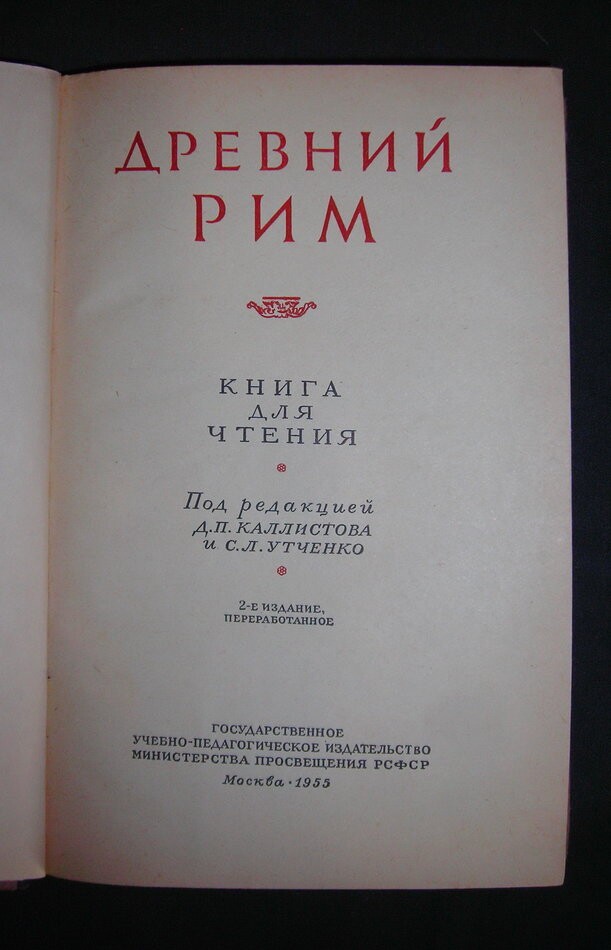 ДРЕВНИЙ
РИМ
КНИГА
ДЛЯ
ЧТЕНИЯ
Под редакцией
Д.П. КАЛЛИСТОВА
и С.Л. УТЧЕНКО
2-Е ИЗДАНИЕ,
ПЕРЕРАБОТАННОЕ
ГОСУДАРСТВЕННОЕ
УЧЕБНО-ПЕДАГОГИЧЕСКОЕ ИЗДАТЕЛЬСТВО
МИНИСТЕРСТВА ПРОСВЕЩЕНИЯ РСФСР
Москва · 1955